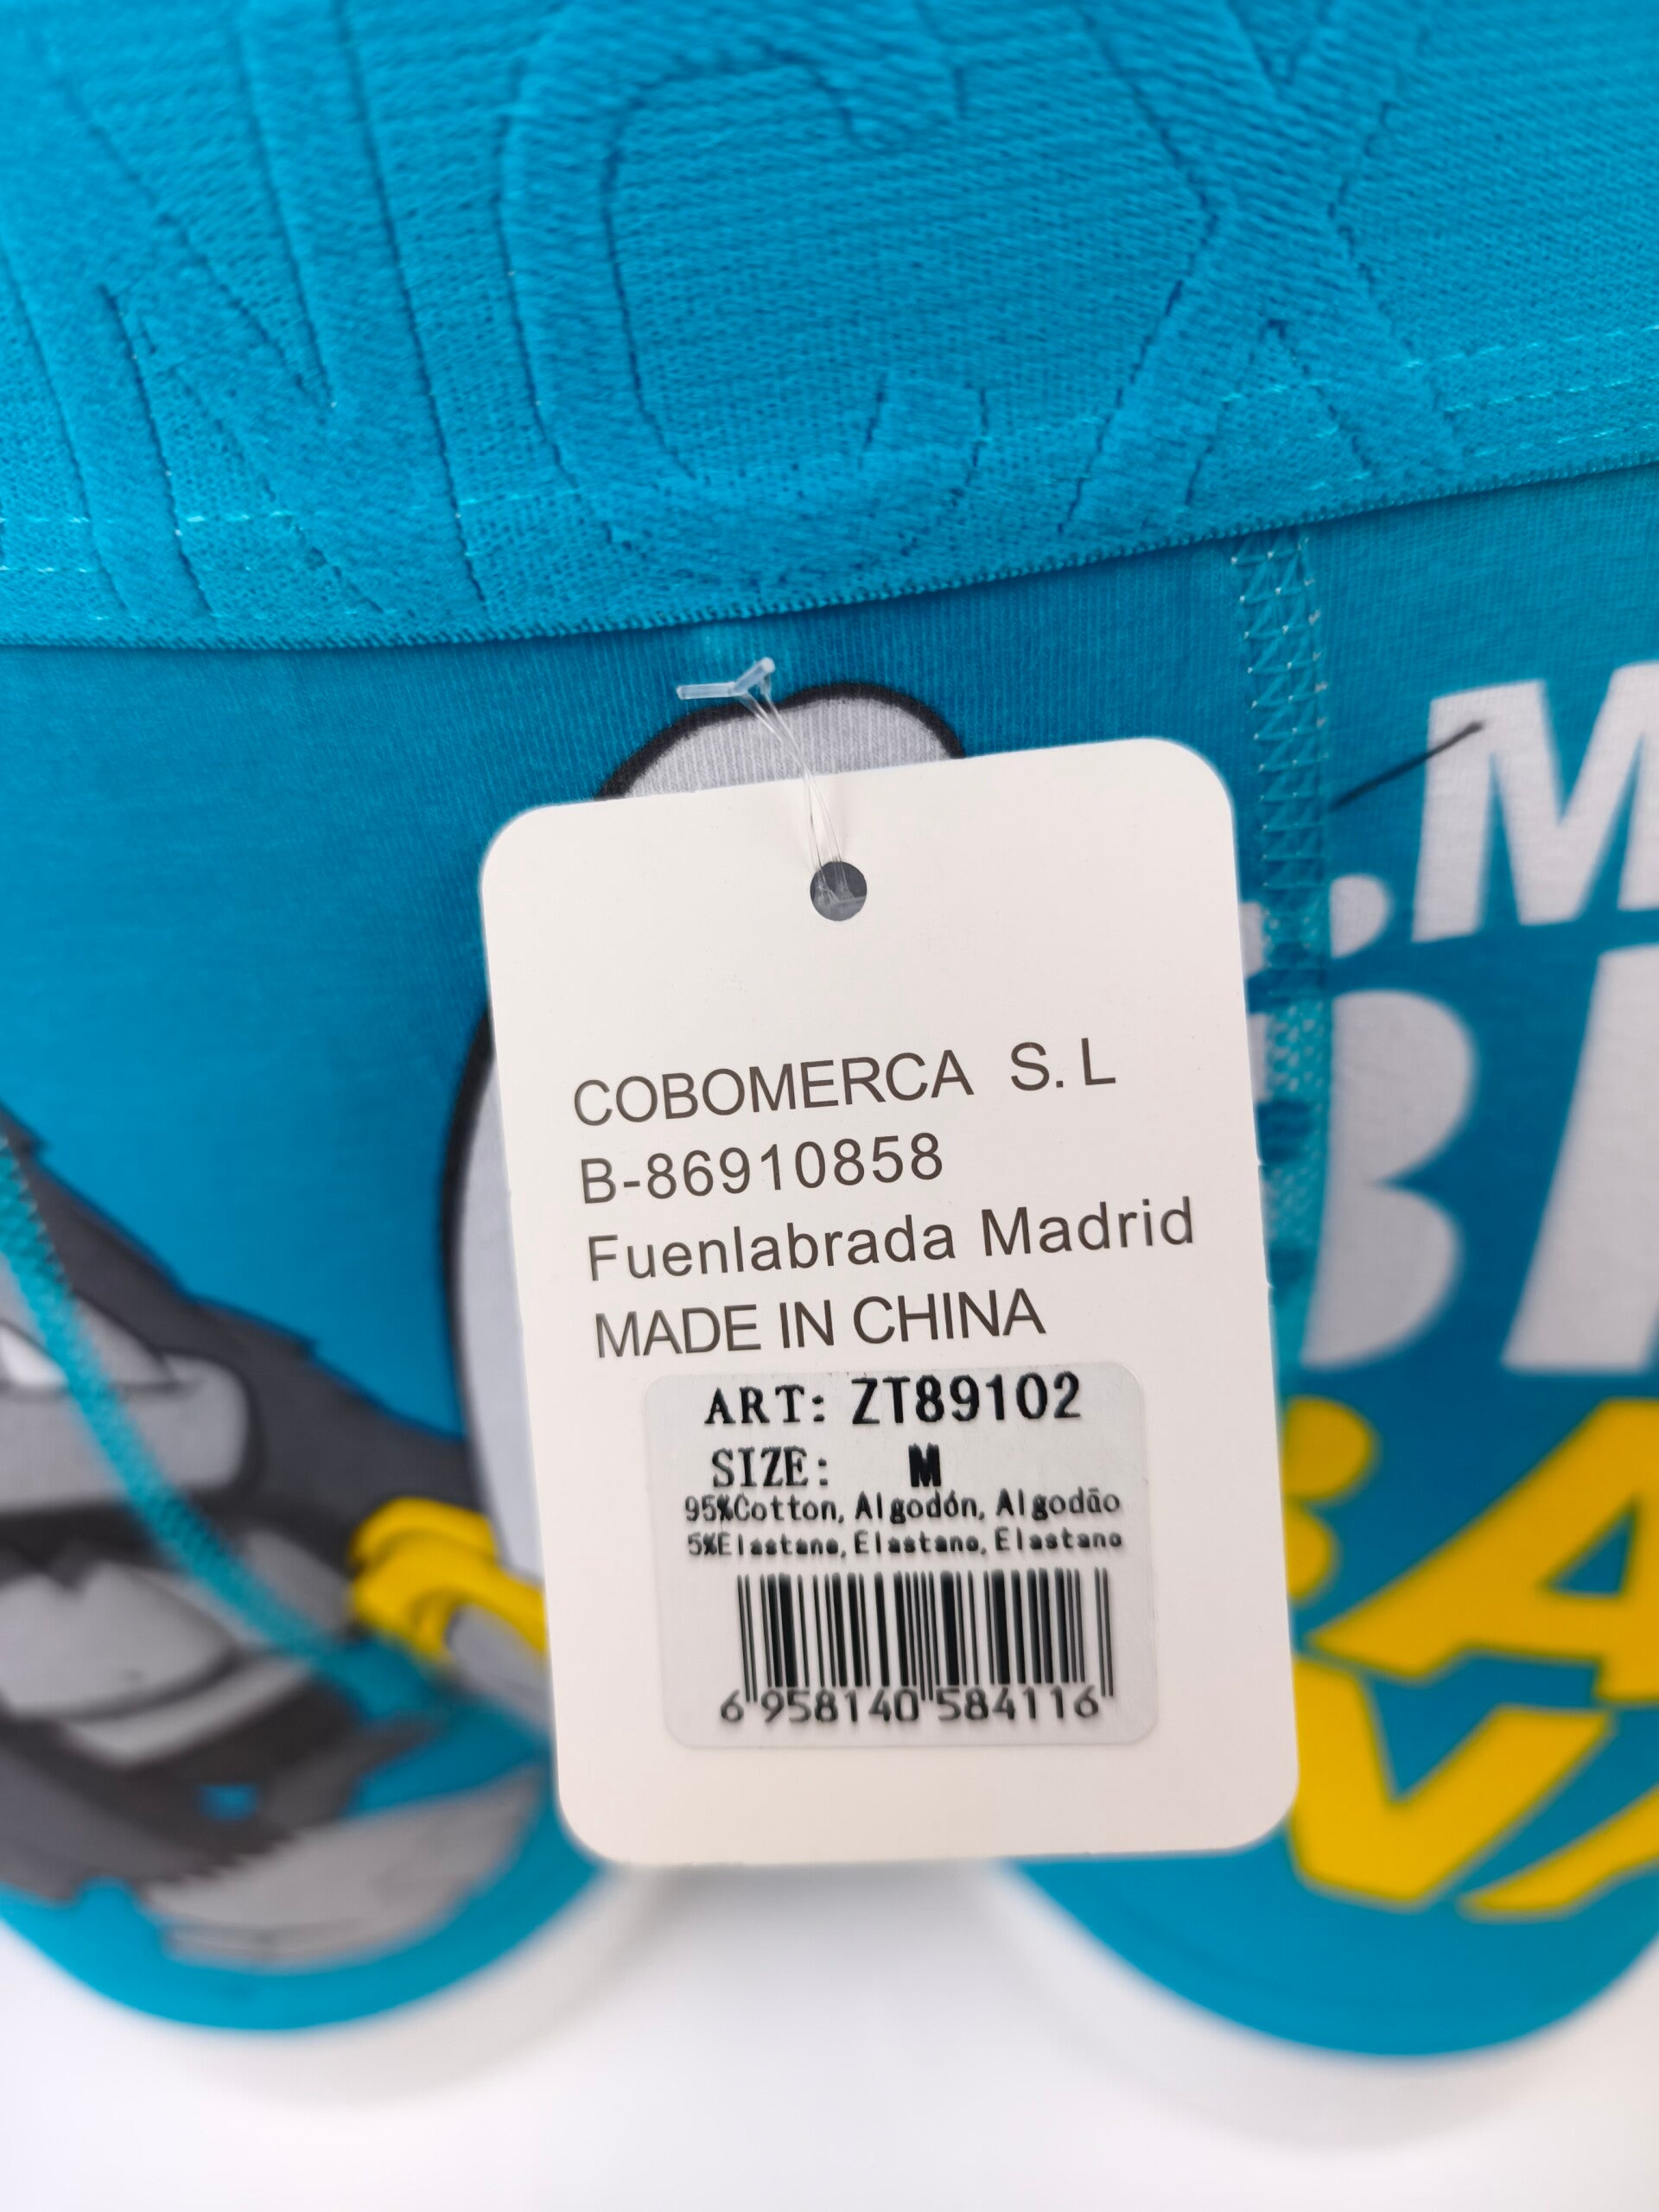 COBOMERCA S. L
B-86910858
Fuenlabrada Madrid
MADE IN CHINA
ART: ZT89102
SIZE: M
95%Cotton, Algodón, Algodão
5%Elastane, Elastano, Elastano
6 958140 584116